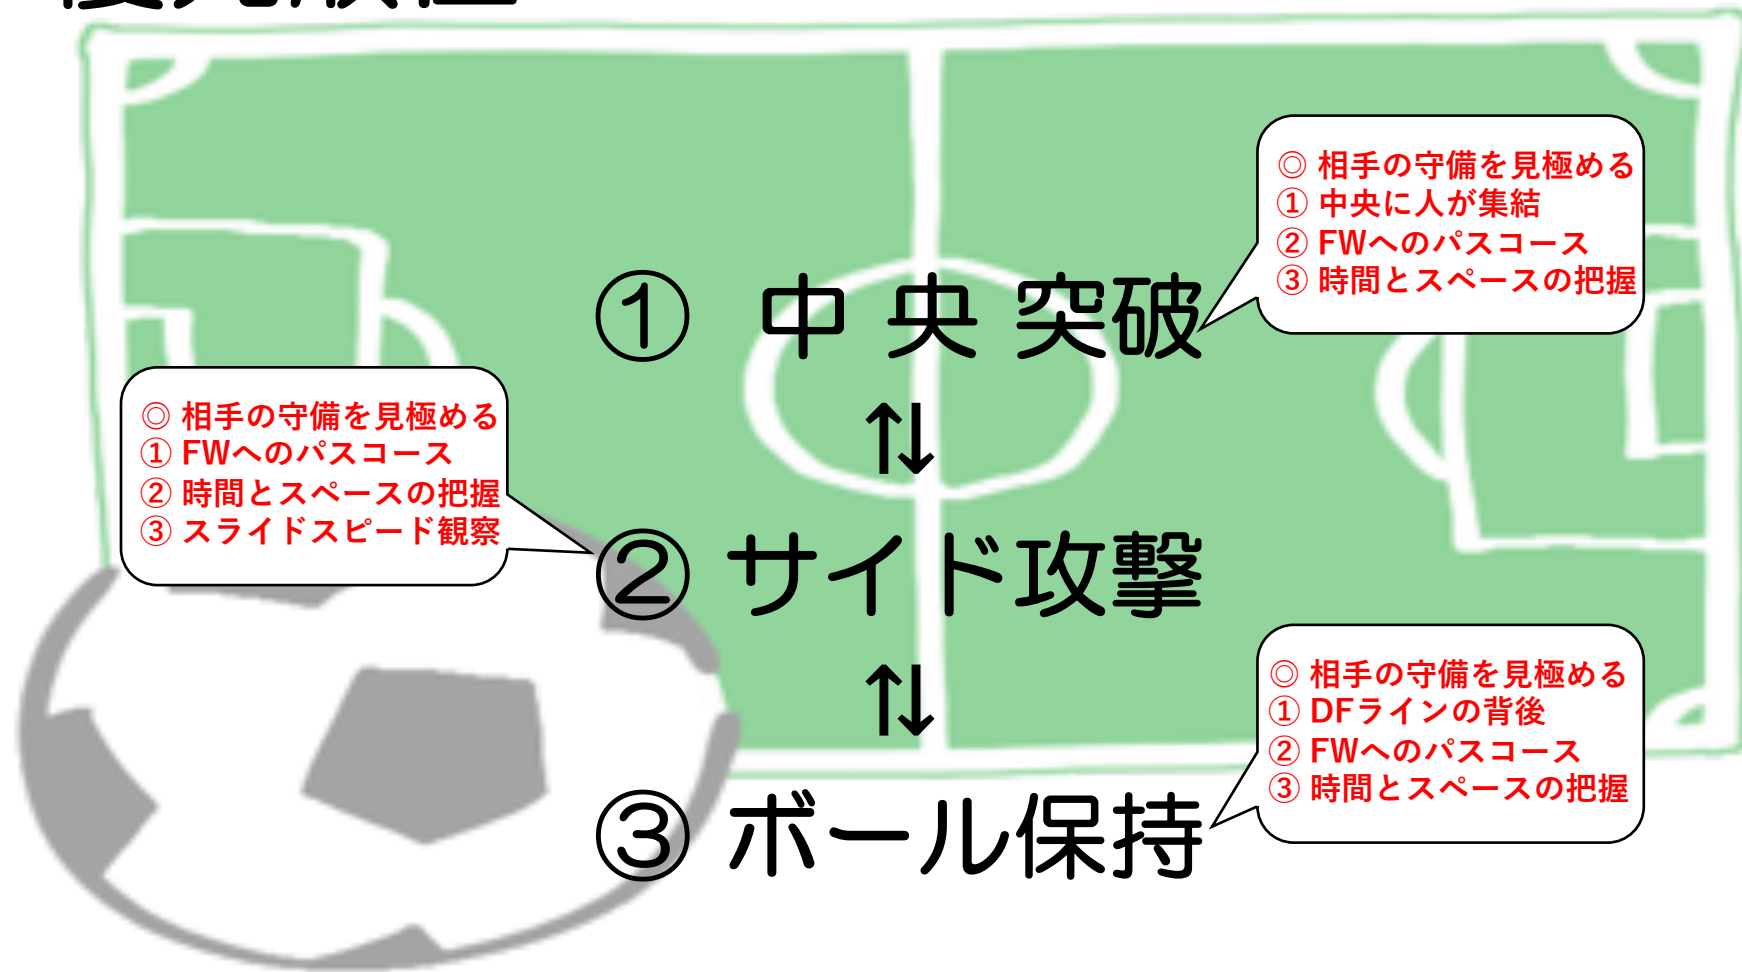 ◎ 相手の守備を見極める
① 中央に人が集結
② FWへのパスコース
③ 時間とスペースの把握
① 中央突破
⇅
◎ 相手の守備を見極める
① FWへのパスコース
② 時間とスペースの把握
③ スライドスピード観察
② サイド攻撃
⇅
◎ 相手の守備を見極める
① DFラインの背後
② FWへのパスコース
③ 時間とスペースの把握
③ ボール保持